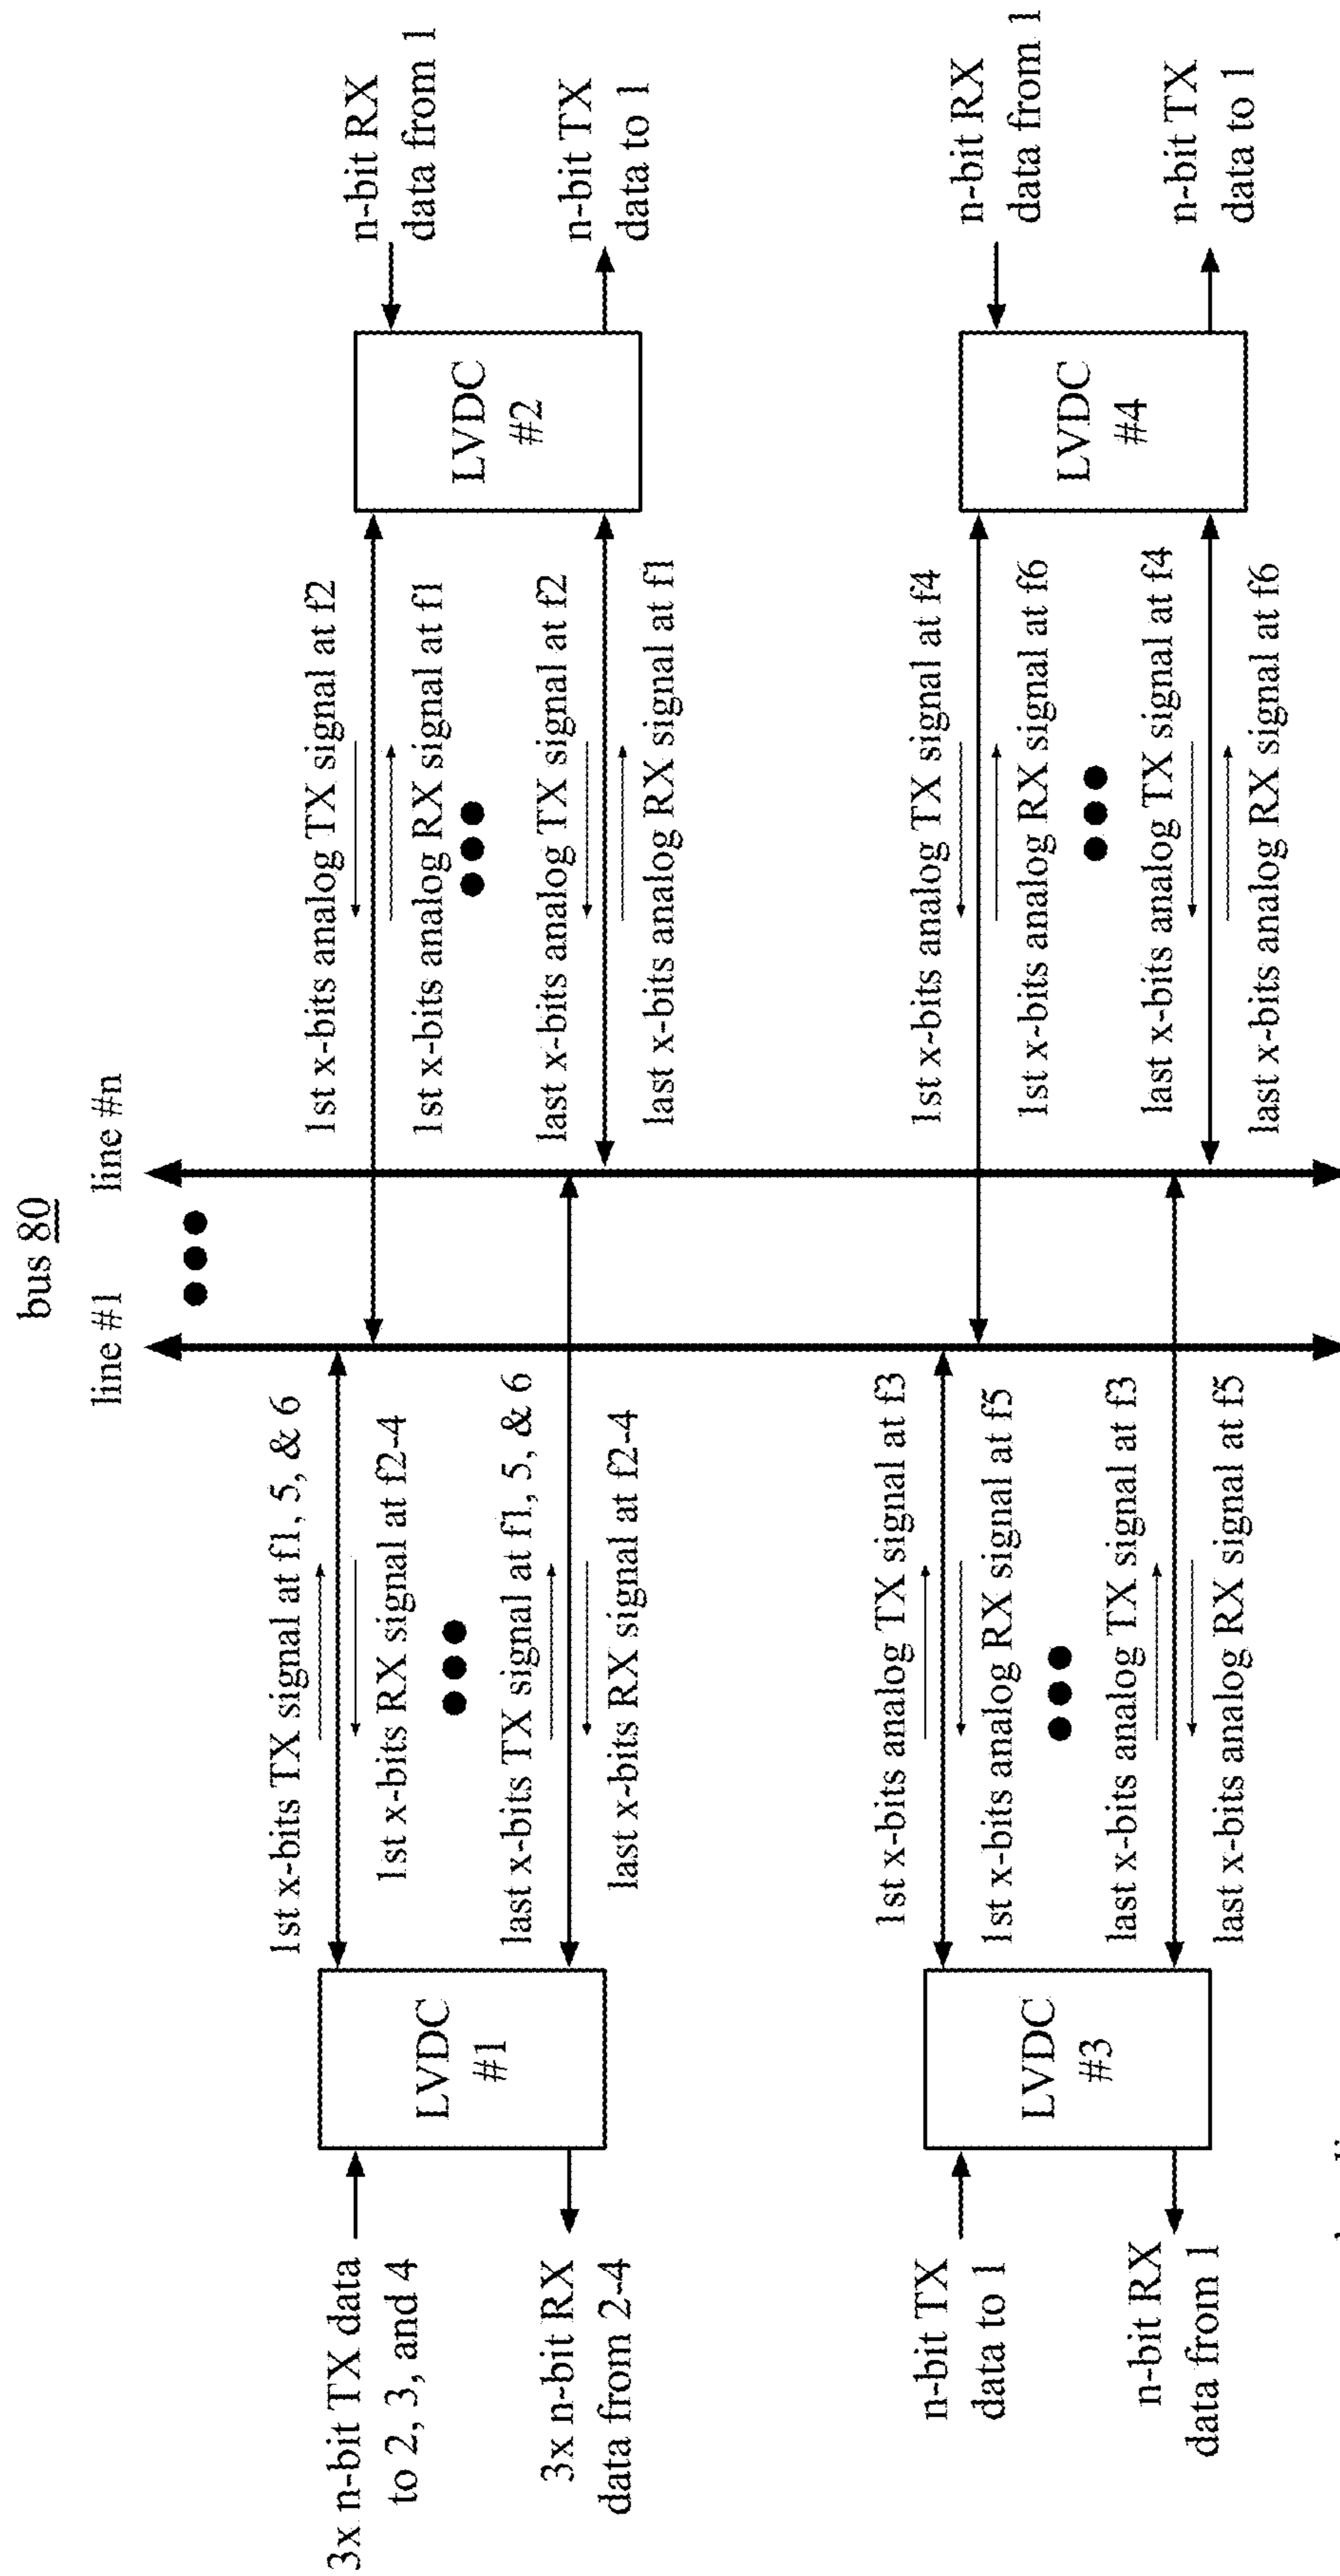 bus 80
line #1
line #n
1st x-bits TX signal at f1, 5, & 6
1st x-bits RX signal at f2-4
last x-bits TX signal at f1, 5, & 6
last x-bits RX signal at f2-4
LVDC
#1
3x n-bit TX data
to 2, 3, and 4
3x n-bit RX
data from 2-4
1st x-bits analog TX signal at f2
1st x-bits analog RX signal at f1
last x-bits analog TX signal at f2
last x-bits analog RX signal at f1
LVDC
#2
n-bit RX
data from 1
n-bit TX
data to 1
1st x-bits analog TX signal at f3
1st x-bits analog RX signal at f5
last x-bits analog TX signal at f3
last x-bits analog RX signal at f5
LVDC
#3
n-bit TX
data to 1
n-bit RX
data from 1
1st x-bits analog TX signal at f4
1st x-bits analog RX signal at f6
last x-bits analog TX signal at f4
last x-bits analog RX signal at f6
LVDC
#4
n-bit RX
data from 1
n-bit TX
data to 1